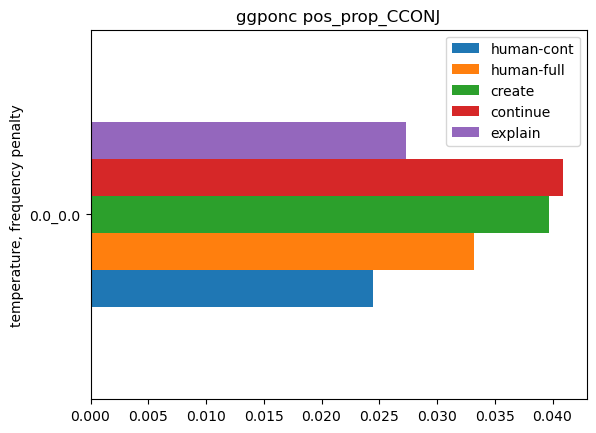 ggponc pos_prop_CCONJ
human-cont
human-full
create
continue
explain
temperature, frequency penalty
0.0_0.0
0.000 0.005 0.010 0.015 0.020 0.025 0.030 0.035 0.040